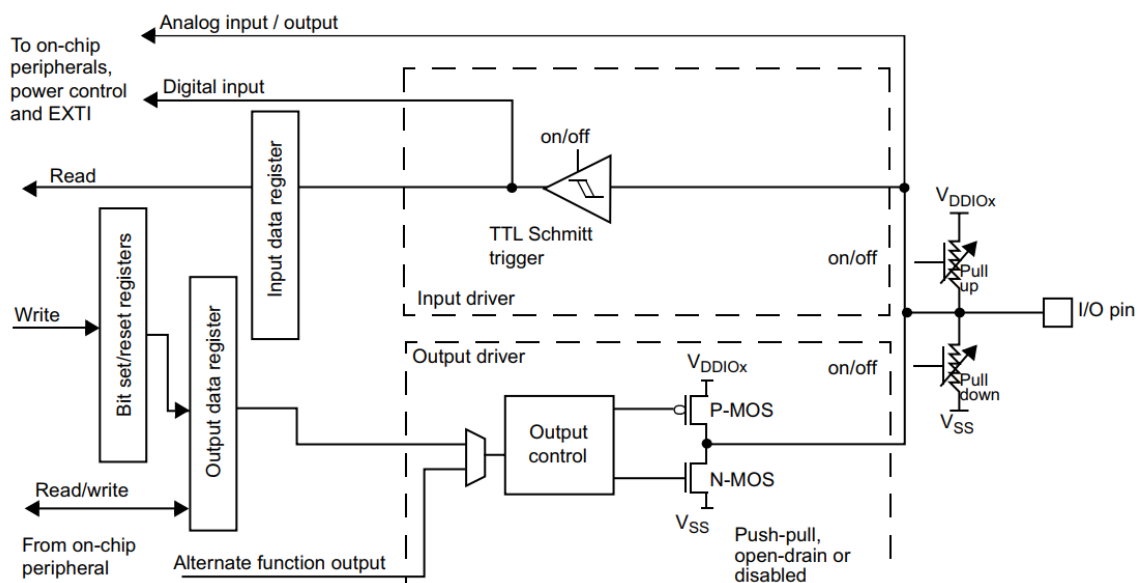 Analog input / output
To on-chip
peripherals,
power control
and EXTI
Digital input
on/off
Read
Input data register
TTL Schmitt
trigger
Input driver
Bit set/reset registers
Write
Output data register
Read/write
From on-chip
peripheral
Alternate function output
Output driver
Output
control
VDDIOx
P-MOS
N-MOS
VSS
Push-pull,
open-drain or
disabled
VDDIOx
on/off
Pull
up
I/O pin
on/off
Pull
down
VSS